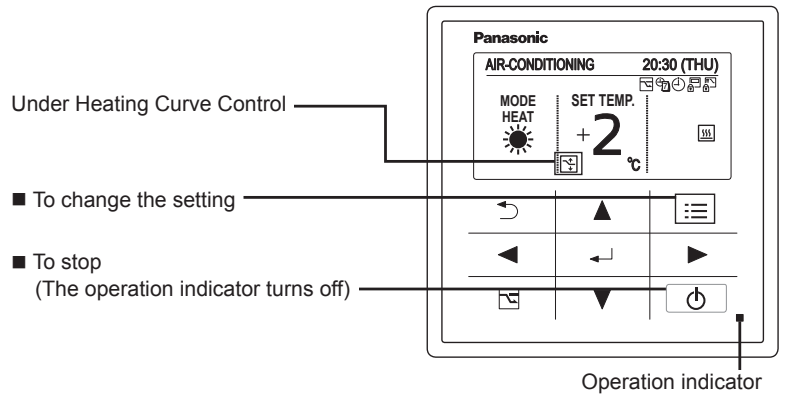 Panasonic
AIR-CONDITIONING 20:30 (THU)
Under Heating Curve Control
MODE
HEAT
SET TEMP.
+2
°C
■ To change the setting
■ To stop
(The operation indicator turns off)
Operation indicator